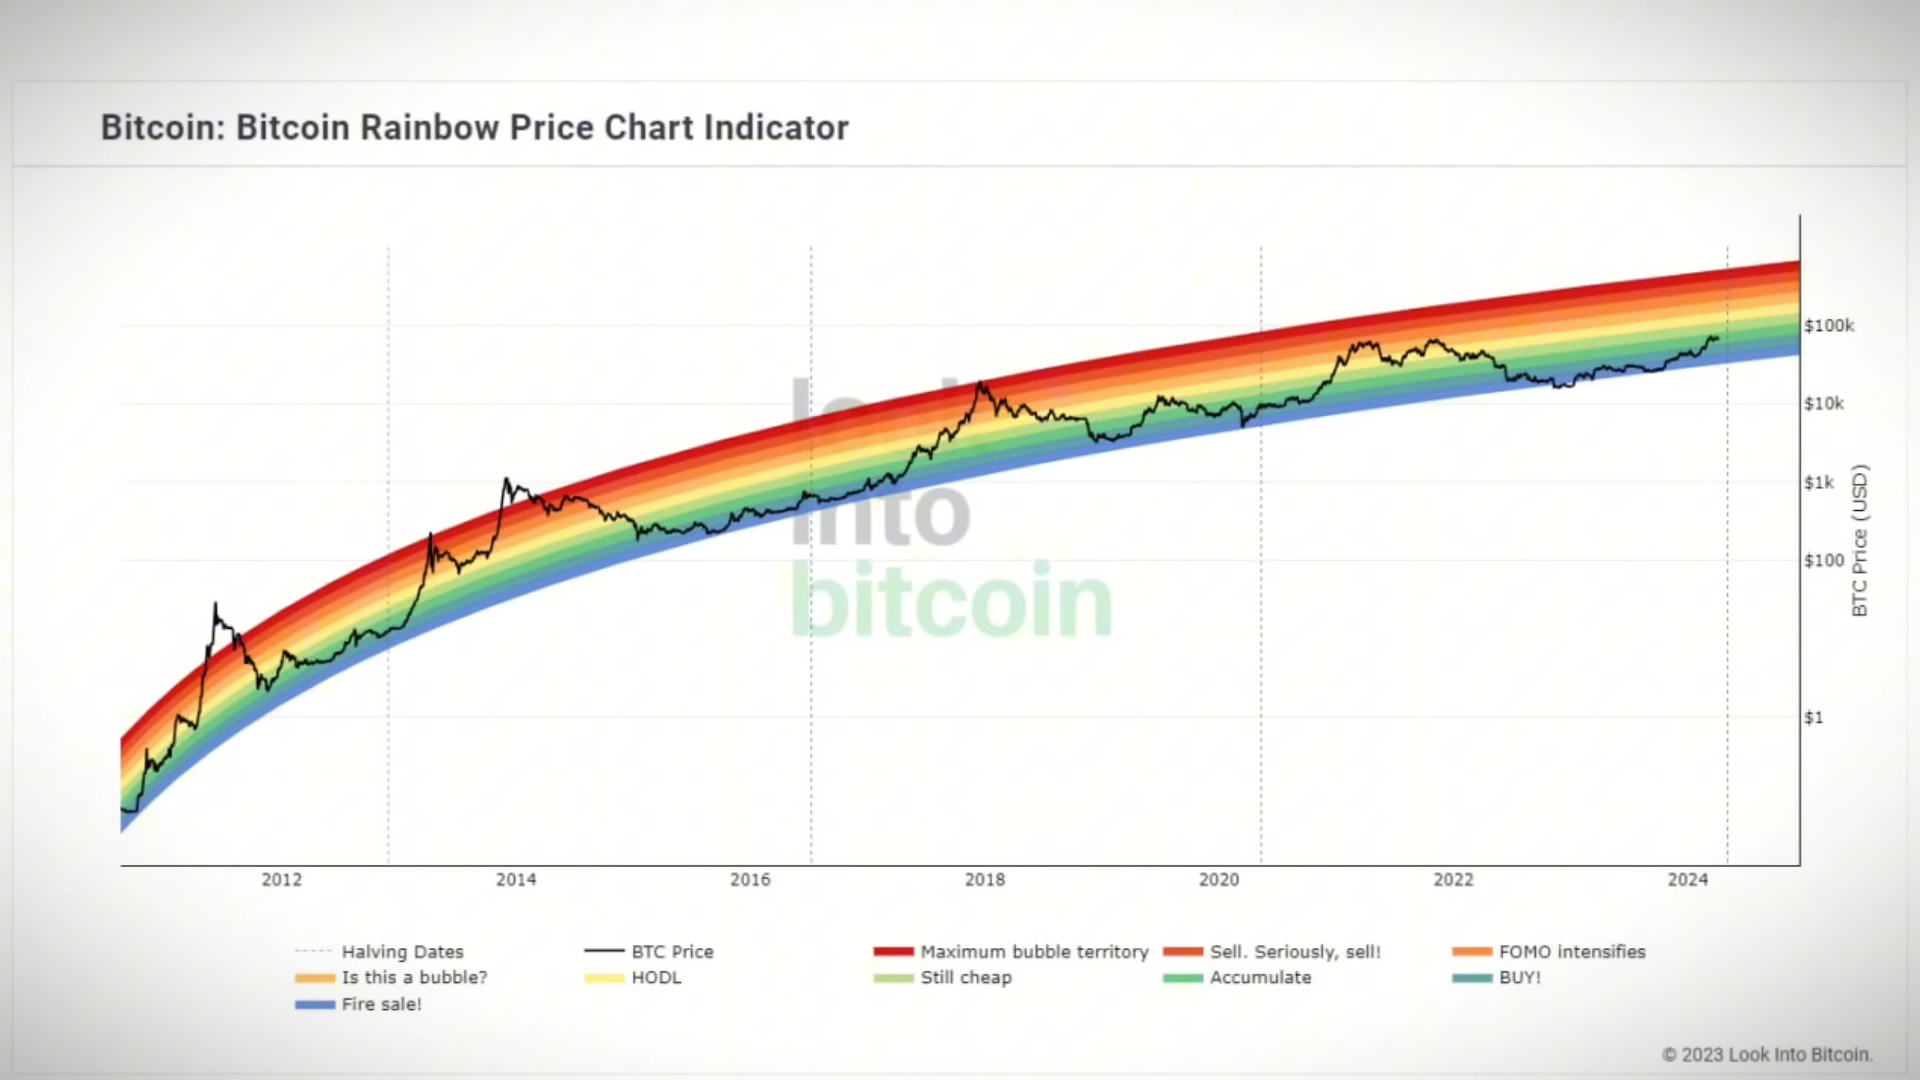 Bitcoin: Bitcoin Rainbow Price Chart Indicator
Look
into
bitcoin
$100k
$10k
$1k
$100
$1
BTC Price (USD)
2012 2014 2016 2018 2020 2022 2024
Halving Dates BTC Price Maximum bubble territory Sell. Seriously, sell! FOMO intensifies
Is this a bubble? HODL Still cheap Accumulate BUY!
Fire sale!
© 2023 Look Into Bitcoin.